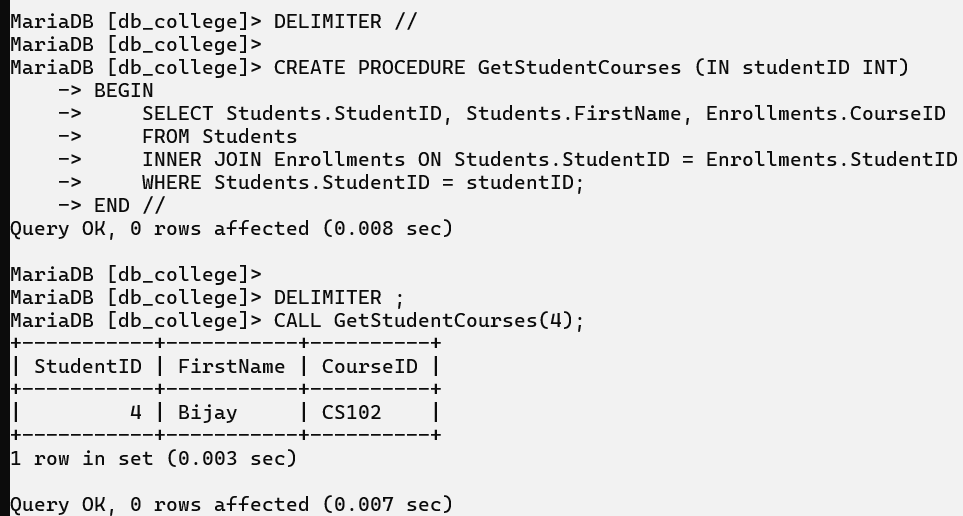 MariaDB [db_college]> DELIMITER //
MariaDB [db_college]>
MariaDB [db_college]> CREATE PROCEDURE GetStudentCourses (IN studentID INT)
    -> BEGIN
    ->     SELECT Students.StudentID, Students.FirstName, Enrollments.CourseID
    ->     FROM Students
    ->     INNER JOIN Enrollments ON Students.StudentID = Enrollments.StudentID
    ->     WHERE Students.StudentID = studentID;
    -> END //
Query OK, 0 rows affected (0.008 sec)

MariaDB [db_college]>
MariaDB [db_college]> DELIMITER ;
MariaDB [db_college]> CALL GetStudentCourses(4);
+-----------+-----------+----------+
| StudentID | FirstName | CourseID |
+-----------+-----------+----------+
|         4 | Bijay     | CS102    |
+-----------+-----------+----------+
1 row in set (0.003 sec)

Query OK, 0 rows affected (0.007 sec)